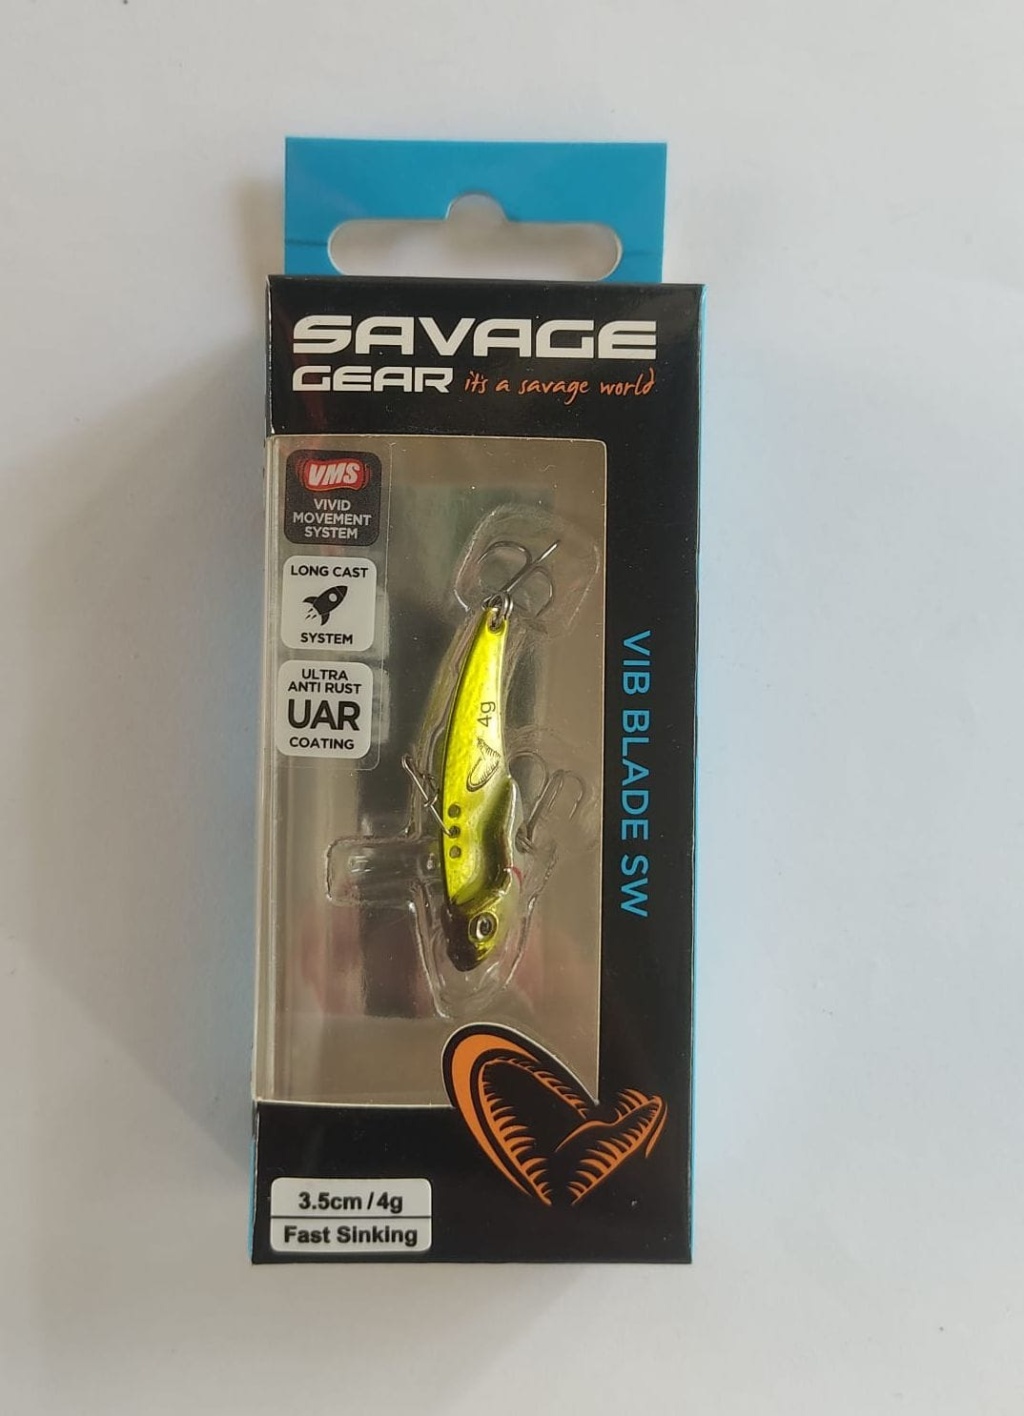 SAVAGE
GEAR it's a savage world
VMS
VIVID
MOVEMENT
SYSTEM
LONG CAST
SYSTEM
ULTRA
ANTI RUST
UAR
COATING
4g
VIB BLADE SW
3.5cm / 4g
Fast Sinking